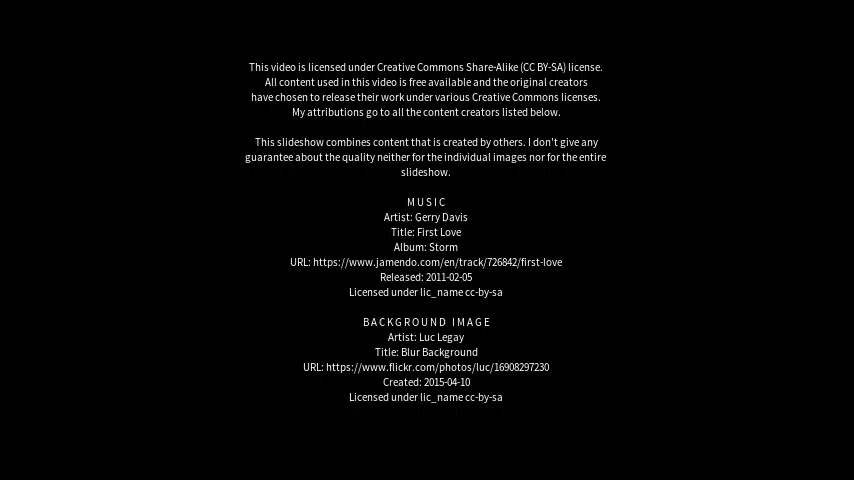 This video is licensed under Creative Commons Share-Alike (CC BY-SA) license.
All content used in this video is free available and the original creators
have chosen to release their work under various Creative Commons licenses.
My attributions go to all the content creators listed below.
This slideshow combines content that is created by others. I don't give any
guarantee about the quality neither for the individual images nor for the entire
slideshow.
MUSIC
Artist: Gerry Davis
Title: First Love
Album: Storm
URL: https://www.jamendo.com/en/track/726842/first-love
Released: 2011-02-05
Licensed under lic_name cc-by-sa
BACKGROUND IMAGE
Artist: Luc Legay
Title: Blur Background
URL: https://www.flickr.com/photos/luc/16908297230
Created: 2015-04-10
Licensed under lic_name cc-by-sa